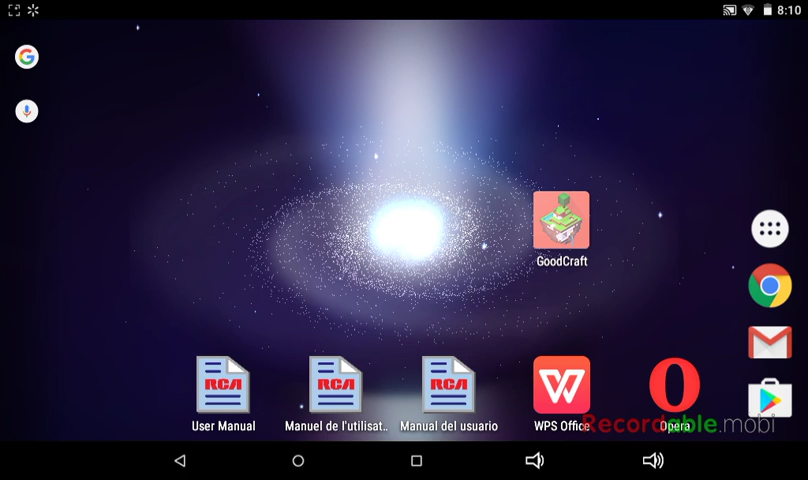 8:10
GoodCraft
RCA
RCA
RCA
User Manual
Manuel de l'utilisat..
Manual del usuario
WPS Office
Opera
Recordable.mobi